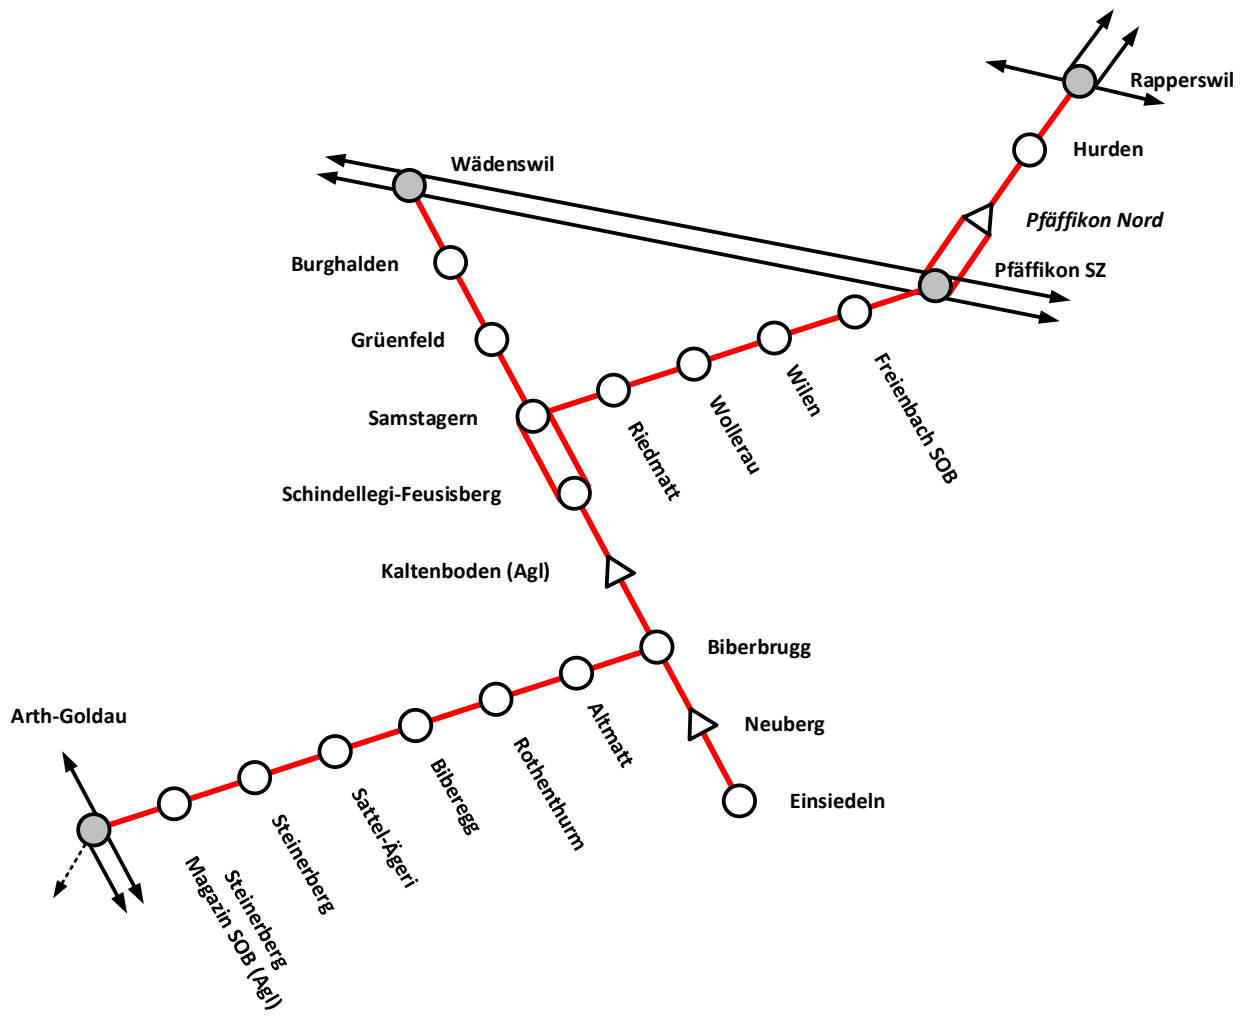 Rapperswil
Hurden
Wädenswil
Pfäffikon Nord
Burghalden
Pfäffikon SZ
Grüenfeld
Samstagern
Riedmatt
Wollerau
Wilen
Freienbach SOB
Schindellegi-Feusisberg
Kaltenboden (Agl)
Biberbrugg
Arth-Goldau
Neuberg
Altmatt
Rothenthurm
Biberegg
Sattel-Ägeri
Steinerberg
Steinerberg
Magazin SOB (Agl)
Einsiedeln